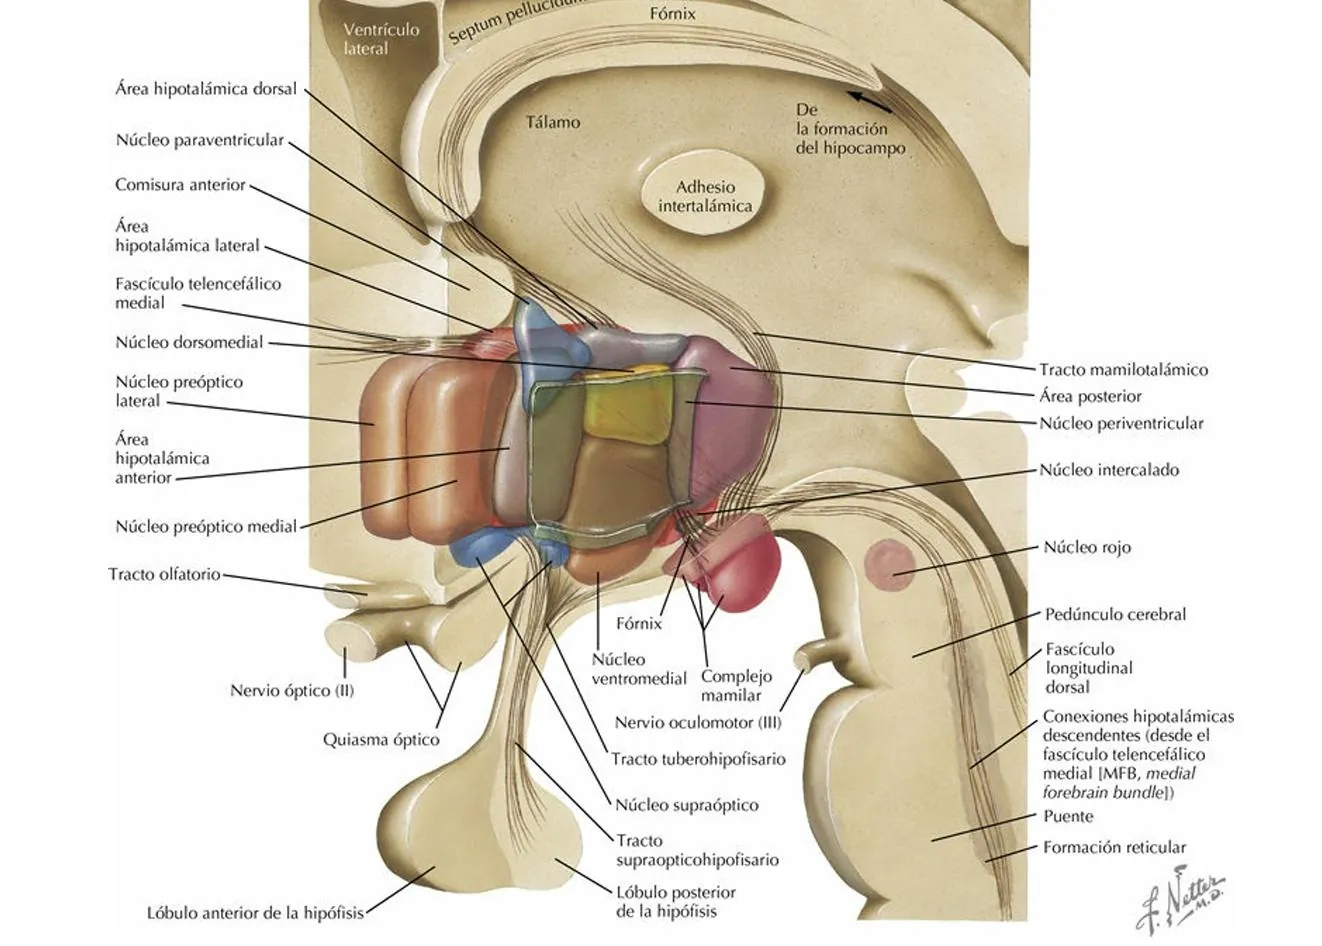 Ventrículo
lateral
Septum pellucidum
Fórnix
Área hipotalámica dorsal
Núcleo paraventricular
Comisura anterior
Área
hipotalámica lateral
Fascículo telencefálico
medial
Núcleo dorsomedial
Núcleo preóptico
lateral
Área
hipotalámica
anterior
Núcleo preóptico medial
Tracto olfatorio
Nervio óptico (II)
Quiasma óptico
Lóbulo anterior de la hipófisis
Tálamo
De
la formación
del hipocampo
Adhesio
intertalámica
Tracto mamilotalámico
Área posterior
Núcleo periventricular
Núcleo intercalado
Núcleo rojo
Pedúnculo cerebral
Fascículo
longitudinal
dorsal
Conexiones hipotalámicas
descendentes (desde el
fascículo telencefálico
medial [MFB, medial
forebrain bundle])
Puente
Formación reticular
Fórnix
Núcleo
ventromedial
Complejo
mamilar
Nervio oculomotor (III)
Tracto tuberohipofisario
Núcleo supraóptico
Tracto
supraopticohipofisario
Lóbulo posterior
de la hipófisis
F. Netter
M.D.